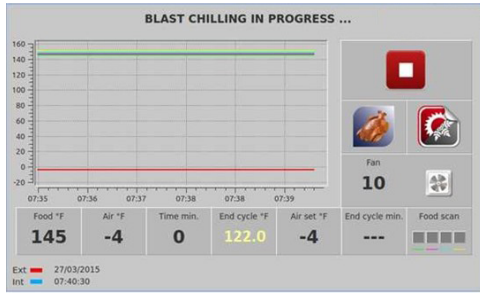 BLAST CHILLING IN PROGRESS ...
160
140
120
100
80
60
40
20
0
-20
07:35 07:36 07:37 07:38 07:39
Fan
10
Food °F Air °F Time min. End cycle °F Air set °F End cycle min. Food scan
145 -4 0 122.0 -4 ---
Ext 27/03/2015
Int 07:40:30